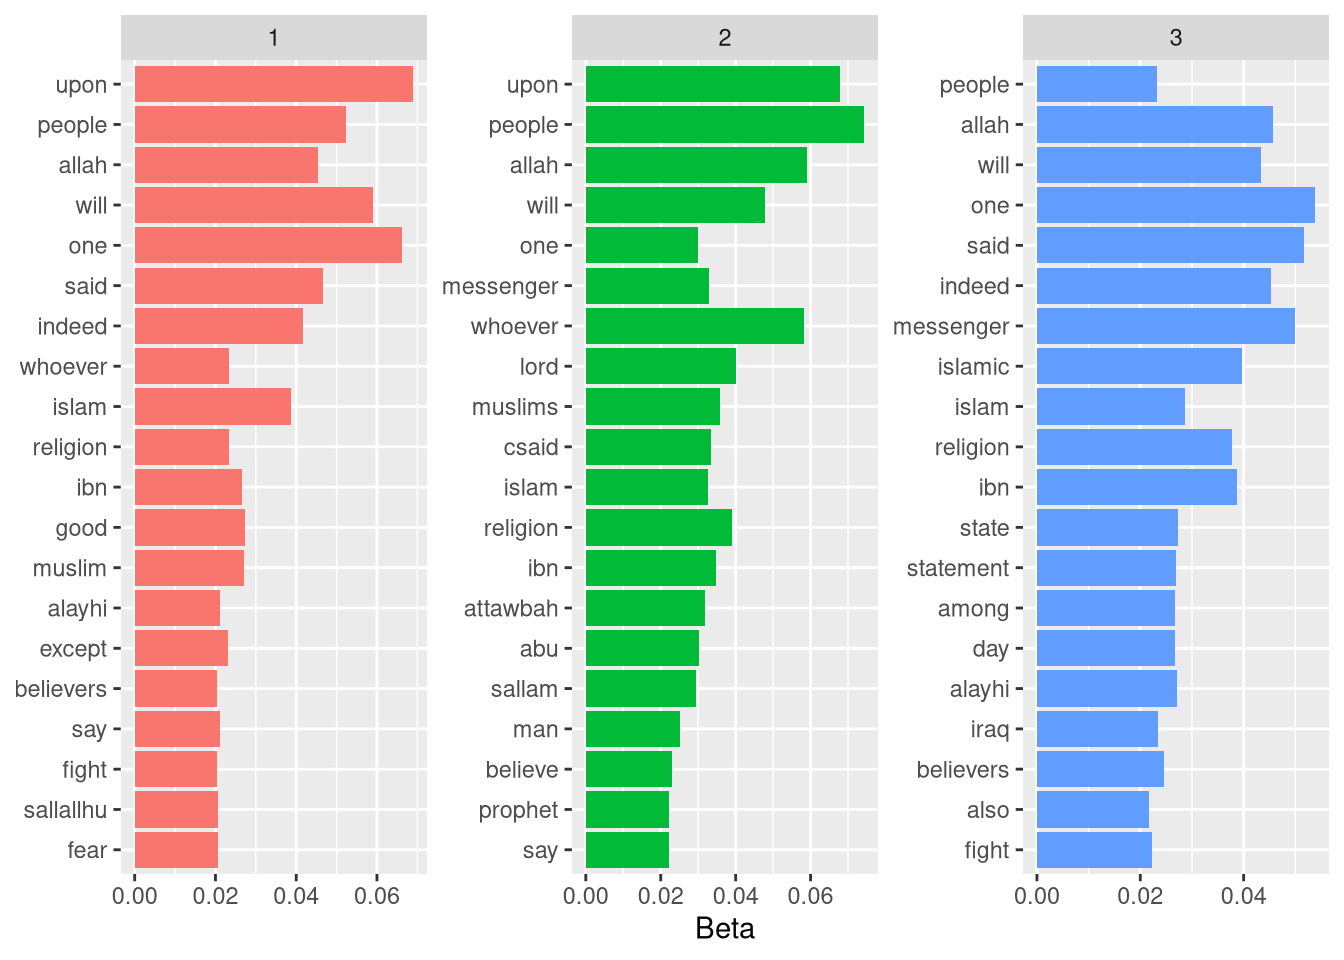 1
upon
people
allah
will
one
said
indeed
whoever
islam
religion
ibn
good
muslim
alayhi
except
believers
say
fight
sallallhu
fear
0.00 0.02 0.04 0.06
2
upon
people
allah
will
one
messenger
whoever
lord
muslims
csaid
islam
religion
ibn
attawbah
abu
sallam
man
believe
prophet
say
0.00 0.02 0.04 0.06
3
people
allah
will
one
said
indeed
messenger
islamic
islam
religion
ibn
state
statement
among
day
alayhi
iraq
believers
also
fight
0.00 0.02 0.04
Beta